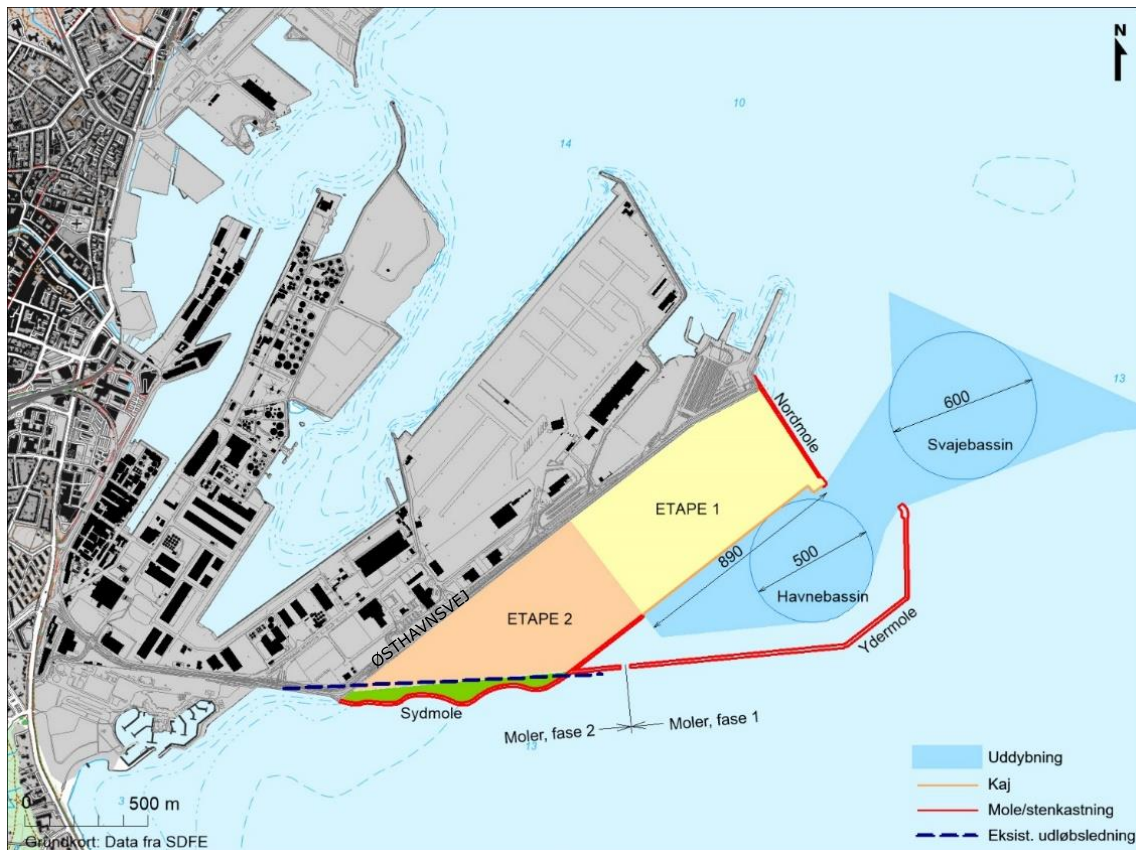 N
10
14
13
600
Svajebassin
Nordmole
ETAPE 1
890
500
Havnebassin
ETAPE 2
ØSTHAVNSVEJ
Ydermole
Sydmole
Moler, fase 2
Moler, fase 1
13
3
0 500 m
Grundkort: Data fra SDFE
Uddybning
Kaj
Mole/stenkastning
Eksist. udløbsledning